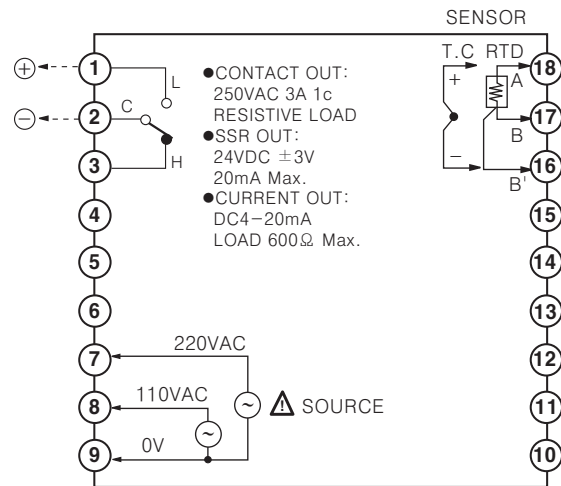 SENSOR
T.C RTD
⊕
1
L
C
⊖
2
H
3
4
5
6
●CONTACT OUT:
250VAC 3A 1c
RESISTIVE LOAD
●SSR OUT:
24VDC ±3V
20mA Max.
●CURRENT OUT:
DC4-20mA
LOAD 600Ω Max.
+
A
18
B
17
−
B'
16
15
14
13
7
220VAC
12
8
110VAC
~
~
⚠ SOURCE
11
9
0V
10